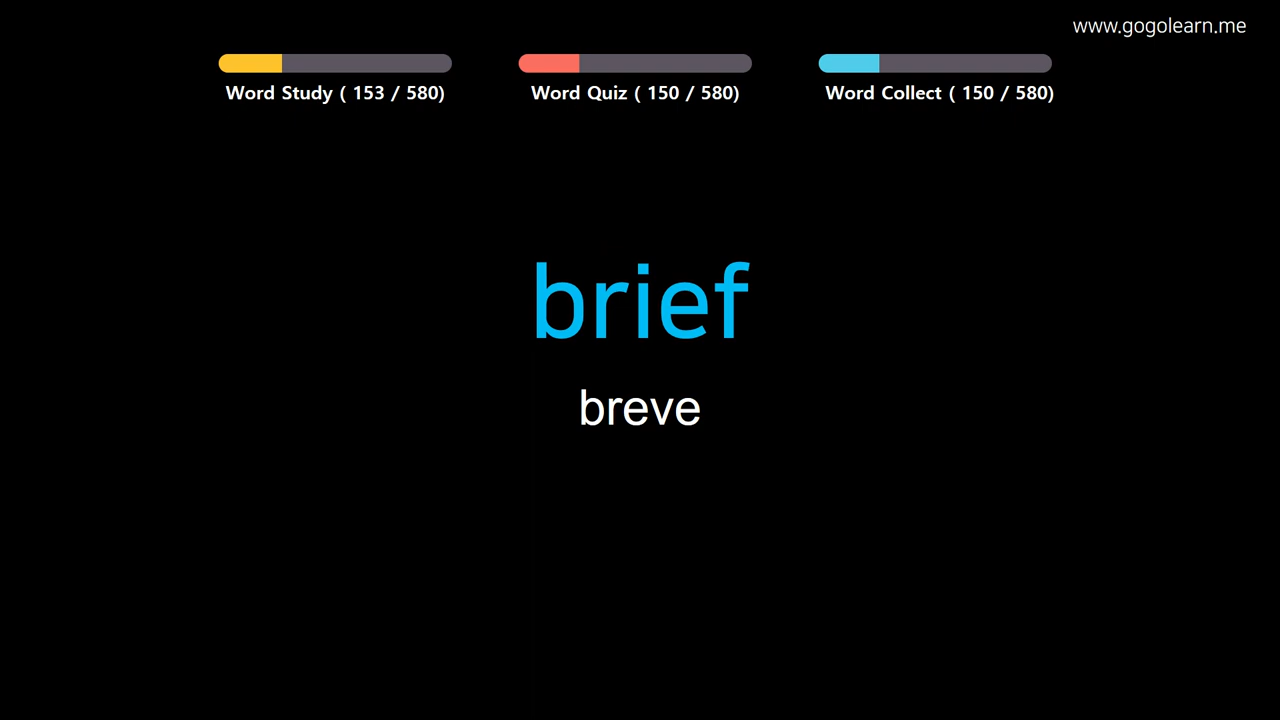 www.gogolearn.me
Word Study ( 153 / 580)
Word Quiz ( 150 / 580)
Word Collect ( 150 / 580)
brief
breve